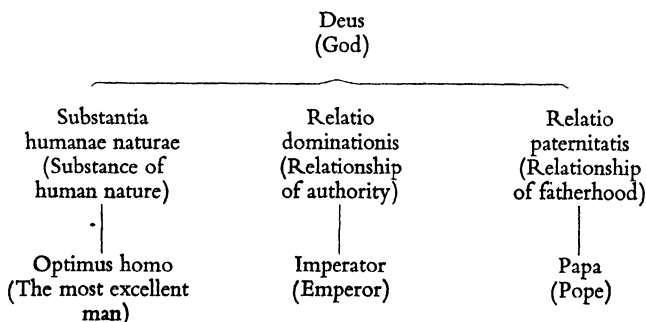 Deus
(God)
Substantia
humanae naturae
(Substance of
human nature)
Relatio
dominationis
(Relationship
of authority)
Relatio
paternitatis
(Relationship
of fatherhood)
Optimus homo
(The most excellent
man)
Imperator
(Emperor)
Papa
(Pope)